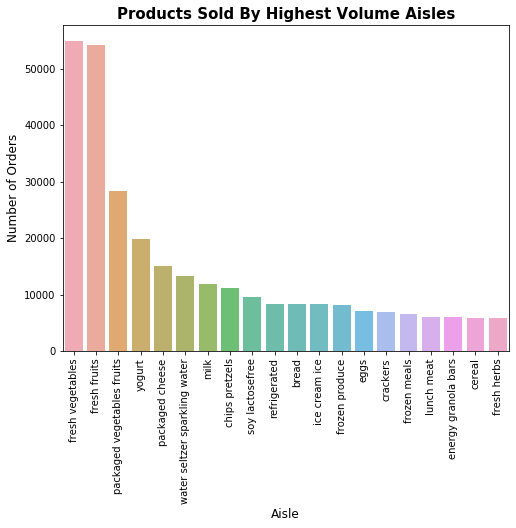 Products Sold By Highest Volume Aisles
Number of Orders
50000
40000
30000
20000
10000
0
fresh vegetables
fresh fruits
packaged vegetables fruits
yogurt
packaged cheese
water seltzer sparkling water
milk
chips pretzels
soy lactosefree
refrigerated
bread
ice cream ice
frozen produce
eggs
crackers
frozen meals
lunch meat
energy granola bars
cereal
fresh herbs
Aisle